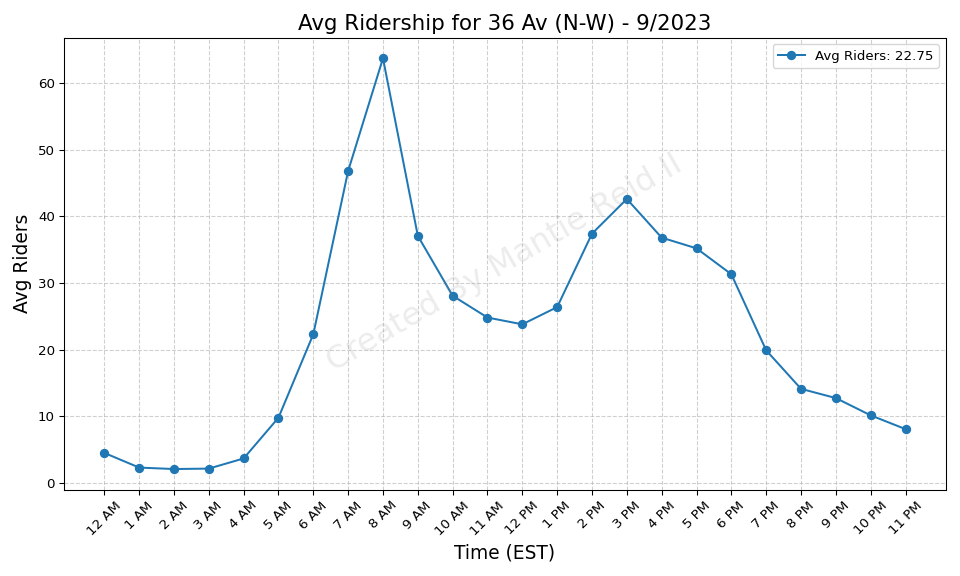 Avg Ridership for 36 Av (N-W) - 9/2023
Avg Riders: 22.75
Avg Riders
60
50
40
30
20
10
0
Created By Mantie Reid II
12 AM
1 AM
2 AM
3 AM
4 AM
5 AM
6 AM
7 AM
8 AM
9 AM
10 AM
11 AM
12 PM
1 PM
2 PM
3 PM
4 PM
5 PM
6 PM
7 PM
8 PM
9 PM
10 PM
11 PM
Time (EST)